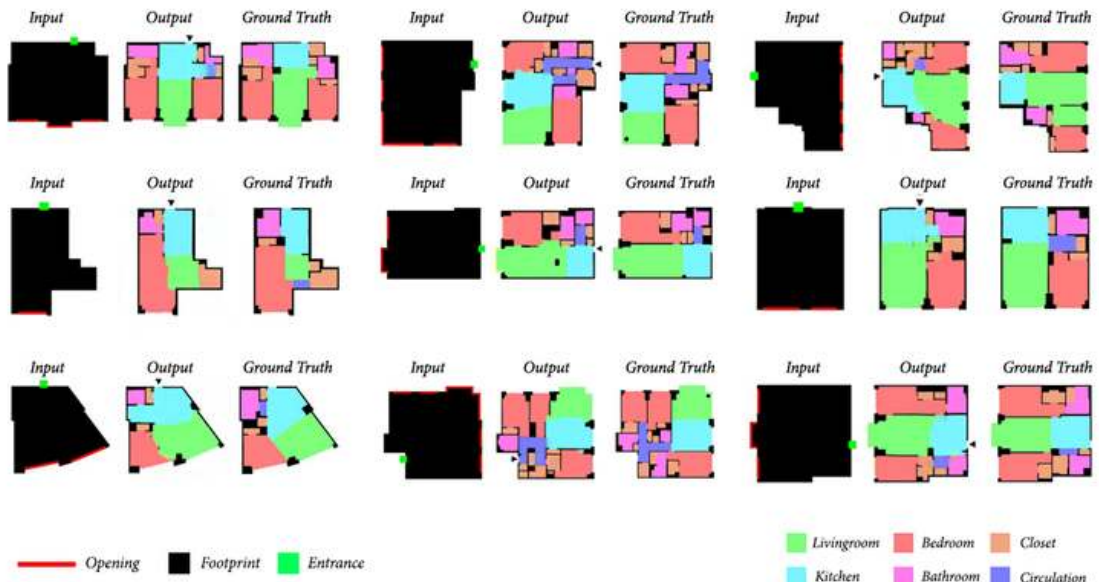 Input Output Ground Truth Input Output Ground Truth Input Output Ground Truth
Input Output Ground Truth Input Output Ground Truth Input Output Ground Truth
Input Output Ground Truth Input Output Ground Truth Input Output Ground Truth
Opening Footprint Entrance
Livingroom Bedroom Closet
Kitchen Bathroom Circulation